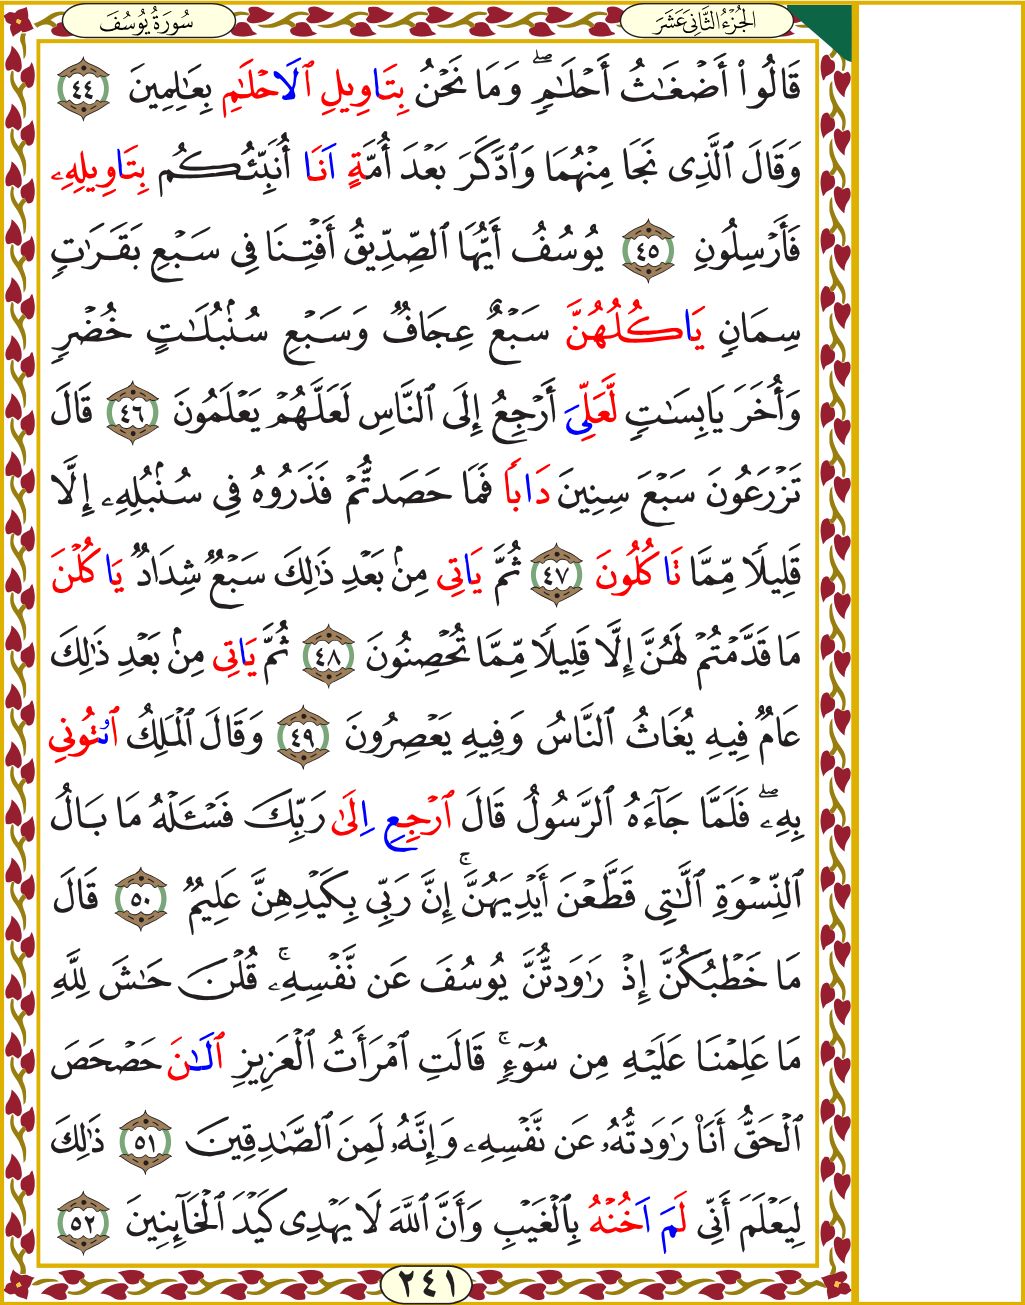 الجُزْءُ الثَّانِيَ عَشَرَ
سُورَةُ يُوسُفَ
قَالُوٓا۟ أَضْغَٰثُ أَحْلَٰمٍۖ وَمَا نَحْنُ بِتَاوِيلِ ٱلَاحْلَٰمِ بِعَٰلِمِينَ ٤٤
وَقَالَ ٱلَّذِى نَجَا مِنْهُمَا وَٱدَّكَرَ بَعْدَ أُمَّةٍ اَنَا أُنَبِّئُكُم بِتَاوِيلِهِۦ
فَأَرْسِلُونِ ٤٥ يُوسُفُ أَيُّهَا ٱلصِّدِّيقُ أَفْتِنَا فِى سَبْعِ بَقَرَٰتٍ
سِمَانٍ يَاكُلُهُنَّ سَبْعٌ عِجَافٌ وَسَبْعِ سُنۢبُلَٰتٍ خُضْرٍ
وَأُخَرَ يَابِسَٰتٍ لَّعَلِّىَ أَرْجِعُ إِلَى ٱلنَّاسِ لَعَلَّهُمْ يَعْلَمُونَ ٤٦ قَالَ
تَزْرَعُونَ سَبْعَ سِنِينَ دَابًا فَمَا حَصَدتُّمْ فَذَرُوهُ فِى سُنۢبُلِهِۦ إِلَّا
قَلِيلًا مِّمَّا تَاكُلُونَ ٤٧ ثُمَّ يَاتِى مِنۢ بَعْدِ ذَٰلِكَ سَبْعٌ شِدَادٌ يَاكُلْنَ
مَا قَدَّمْتُمْ لَهُنَّ إِلَّا قَلِيلًا مِّمَّا تُحْصِنُونَ ٤٨ ثُمَّ يَاتِى مِنۢ بَعْدِ ذَٰلِكَ
عَامٌ فِيهِ يُغَاثُ ٱلنَّاسُ وَفِيهِ يَعْصِرُونَ ٤٩ وَقَالَ ٱلْمَلِكُ ٱئْتُونِى
بِهِۦۖ فَلَمَّا جَآءَهُ ٱلرَّسُولُ قَالَ ٱرْجِعِ اِلَىٰ رَبِّكَ فَسْـَٔلْهُ مَا بَالُ
ٱلنِّسْوَةِ ٱلَّٰتِى قَطَّعْنَ أَيْدِيَهُنَّۚ إِنَّ رَبِّى بِكَيْدِهِنَّ عَلِيمٌ ٥٠ قَالَ
مَا خَطْبُكُنَّ إِذْ رَٰوَدتُّنَّ يُوسُفَ عَن نَّفْسِهِۦۚ قُلْنَ حَٰشَ لِلَّهِ
مَا عَلِمْنَا عَلَيْهِ مِن سُوٓءٍۚ قَالَتِ ٱمْرَأَتُ ٱلْعَزِيزِ ٱلَٰنَ حَصْحَصَ
ٱلْحَقُّ أَنَا۠ رَٰوَدتُّهُۥ عَن نَّفْسِهِۦ وَإِنَّهُۥ لَمِنَ ٱلصَّٰدِقِينَ ٥١ ذَٰلِكَ
لِيَعْلَمَ أَنِّى لَمَ اَخُنْهُ بِٱلْغَيْبِ وَأَنَّ ٱللَّهَ لَا يَهْدِى كَيْدَ ٱلْخَآئِنِينَ ٥٢
٢٤١